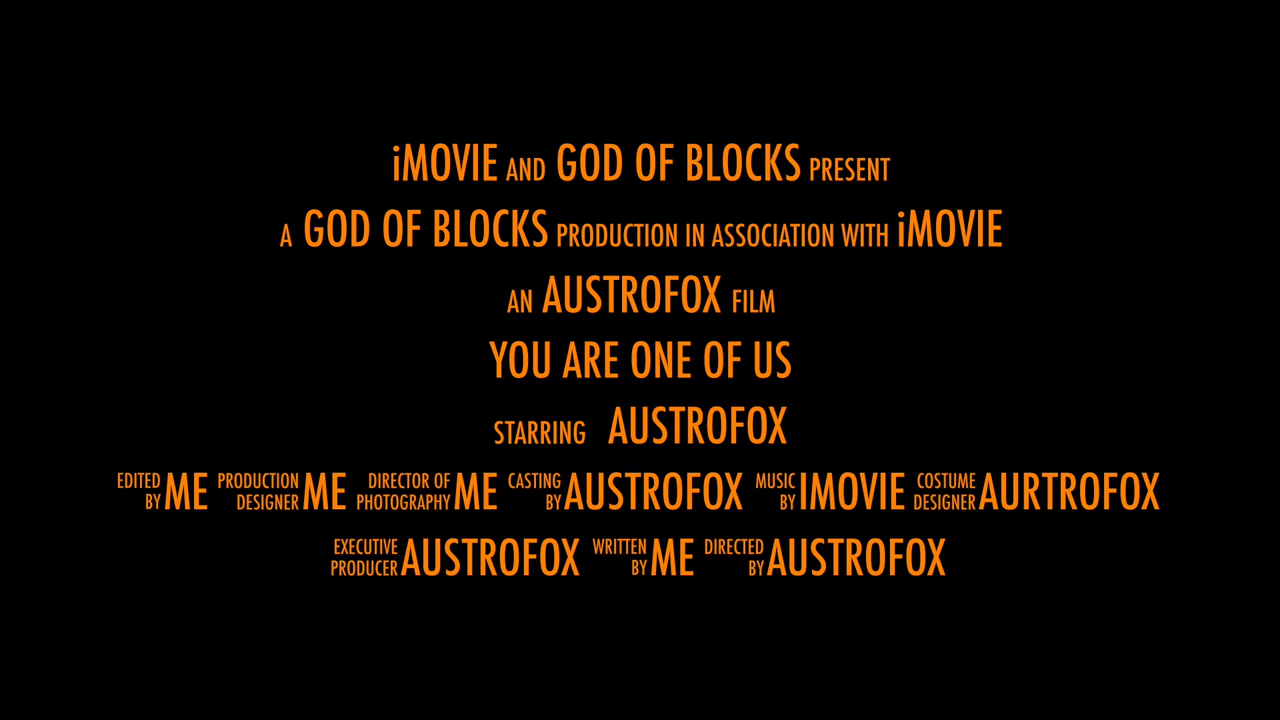 iMOVIE AND GOD OF BLOCKS PRESENT
A GOD OF BLOCKS PRODUCTION IN ASSOCIATION WITH iMOVIE
AN AUSTROFOX FILM
YOU ARE ONE OF US
STARRING AUSTROFOX
EDITED BY ME PRODUCTION DESIGNER ME DIRECTOR OF PHOTOGRAPHY ME CASTING BY AUSTROFOX MUSIC BY IMOVIE COSTUME DESIGNER AURTROFOX
EXECUTIVE PRODUCER AUSTROFOX WRITTEN BY ME DIRECTED BY AUSTROFOX